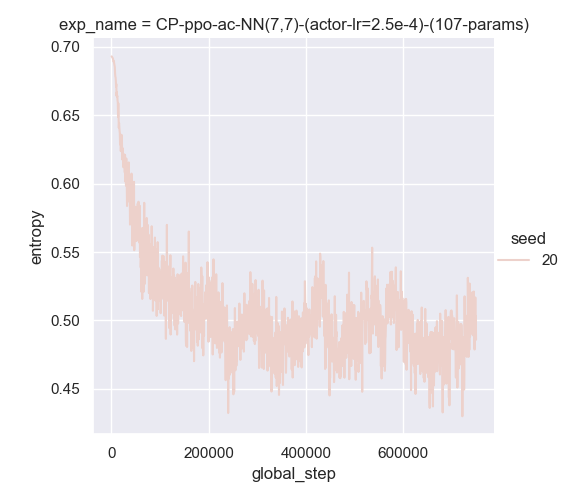 exp_name = CP-ppo-ac-NN(7,7)-(actor-lr=2.5e-4)-(107-params)
0.70
0.65
0.60
0.55
0.50
0.45
entropy
0
200000
400000
600000
global_step
seed
20